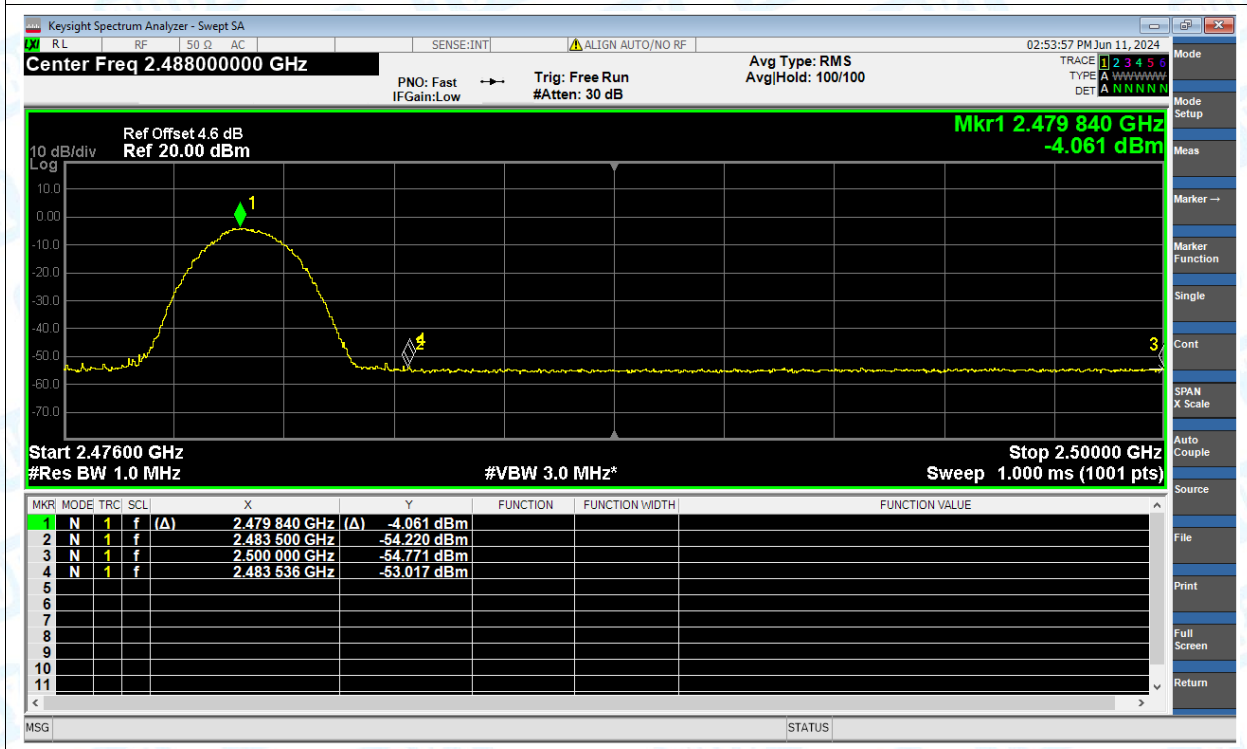 Keysight Spectrum Analyzer - Swept SA
LXI RL RF 50 Ω AC SENSE:INT ALIGN AUTO/NO RF 02:53:57 PM Jun 11, 2024
Center Freq 2.488000000 GHz
PNO: Fast
IFGain:Low
Trig: Free Run
#Atten: 30 dB
Avg Type: RMS
Avg|Hold: 100/100
TRACE 1 2 3 4 5 6
TYPE A WWWWW
DET A N N N N N
Ref Offset 4.6 dB
Ref 20.00 dBm
10 dB/div
Log
Mkr1 2.479 840 GHz
-4.061 dBm
10.0
0.00
-10.0
-20.0
-30.0
-40.0
-50.0
-60.0
-70.0
1
4
2
3
Start 2.47600 GHz
Stop 2.50000 GHz
#Res BW 1.0 MHz
#VBW 3.0 MHz*
Sweep 1.000 ms (1001 pts)
MKR MODE TRC SCL X Y FUNCTION FUNCTION WIDTH FUNCTION VALUE
1 N 1 f (Δ) 2.479 840 GHz (Δ) -4.061 dBm
2 N 1 f 2.483 500 GHz -54.220 dBm
3 N 1 f 2.500 000 GHz -54.771 dBm
4 N 1 f 2.483 536 GHz -53.017 dBm
5
6
7
8
9
10
11
MSG
STATUS
Mode
Mode
Setup
Meas
Marker →
Marker
Function
Single
Cont
SPAN
X Scale
Auto
Couple
Source
File
Print
Full
Screen
Return